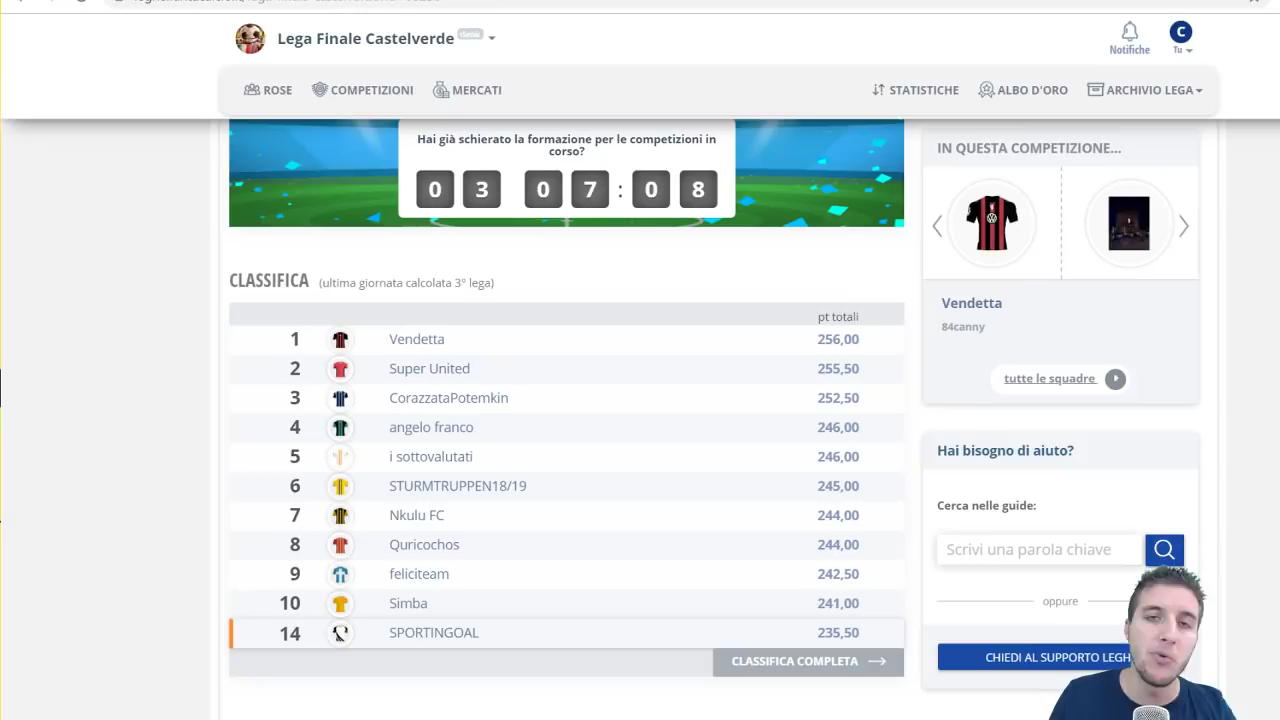 Lega Finale Castelverde
Notifiche
C
Tu
ROSE
COMPETIZIONI
MERCATI
STATISTICHE
ALBO D'ORO
ARCHIVIO LEGA
Hai già schierato la formazione per le competizioni in
corso?
0 3 0 7 : 0 8
IN QUESTA COMPETIZIONE...
Vendetta
84canny
tutte le squadre
CLASSIFICA (ultima giornata calcolata 3° lega)
pt totali
1 Vendetta 256,00
2 Super United 255,50
3 CorazzataPotemkin 252,50
4 angelo franco 246,00
5 i sottovalutati 246,00
6 STURMTRUPPEN18/19 245,00
7 Nkulu FC 244,00
8 Quricochos 244,00
9 feliciteam 242,50
10 Simba 241,00
14 SPORTINGOAL 235,50
CLASSIFICA COMPLETA
Hai bisogno di aiuto?
Cerca nelle guide:
Scrivi una parola chiave
oppure
CHIEDI AL SUPPORTO LEGH